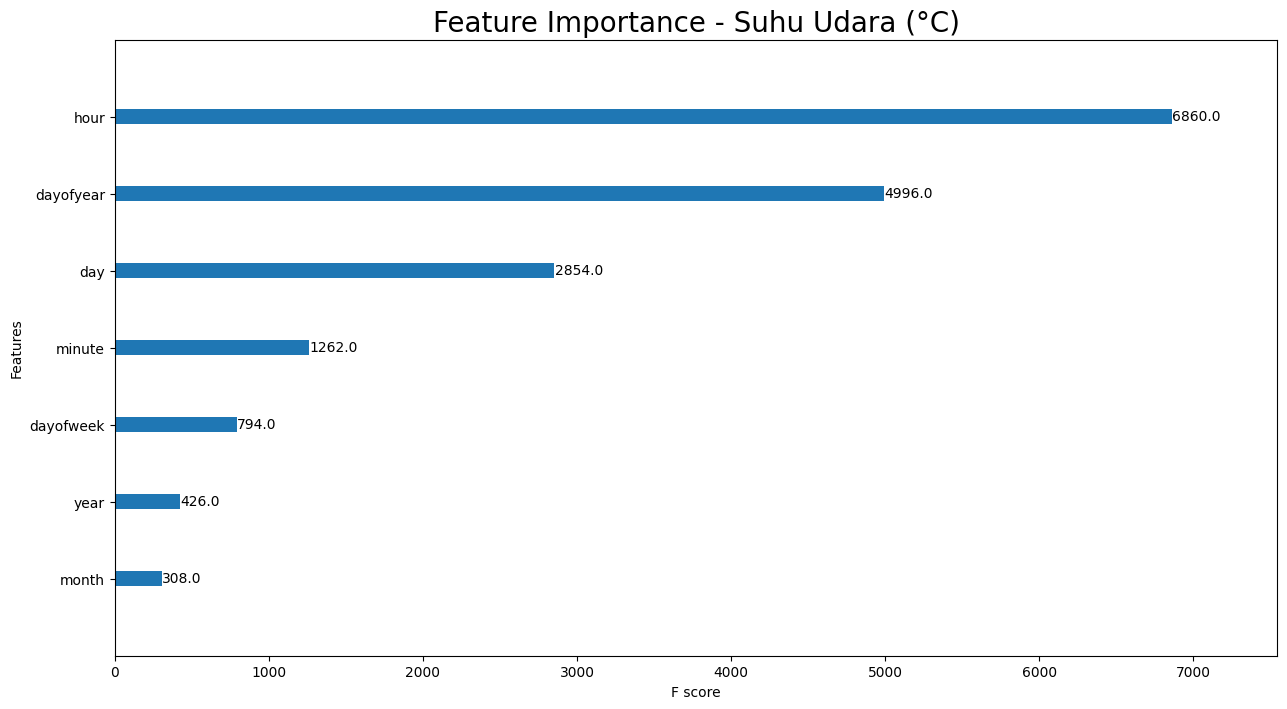 Feature Importance - Suhu Udara (°C)
Features
hour 6860.0
dayofyear 4996.0
day 2854.0
minute 1262.0
dayofweek 794.0
year 426.0
month 308.0
0 1000 2000 3000 4000 5000 6000 7000
F score